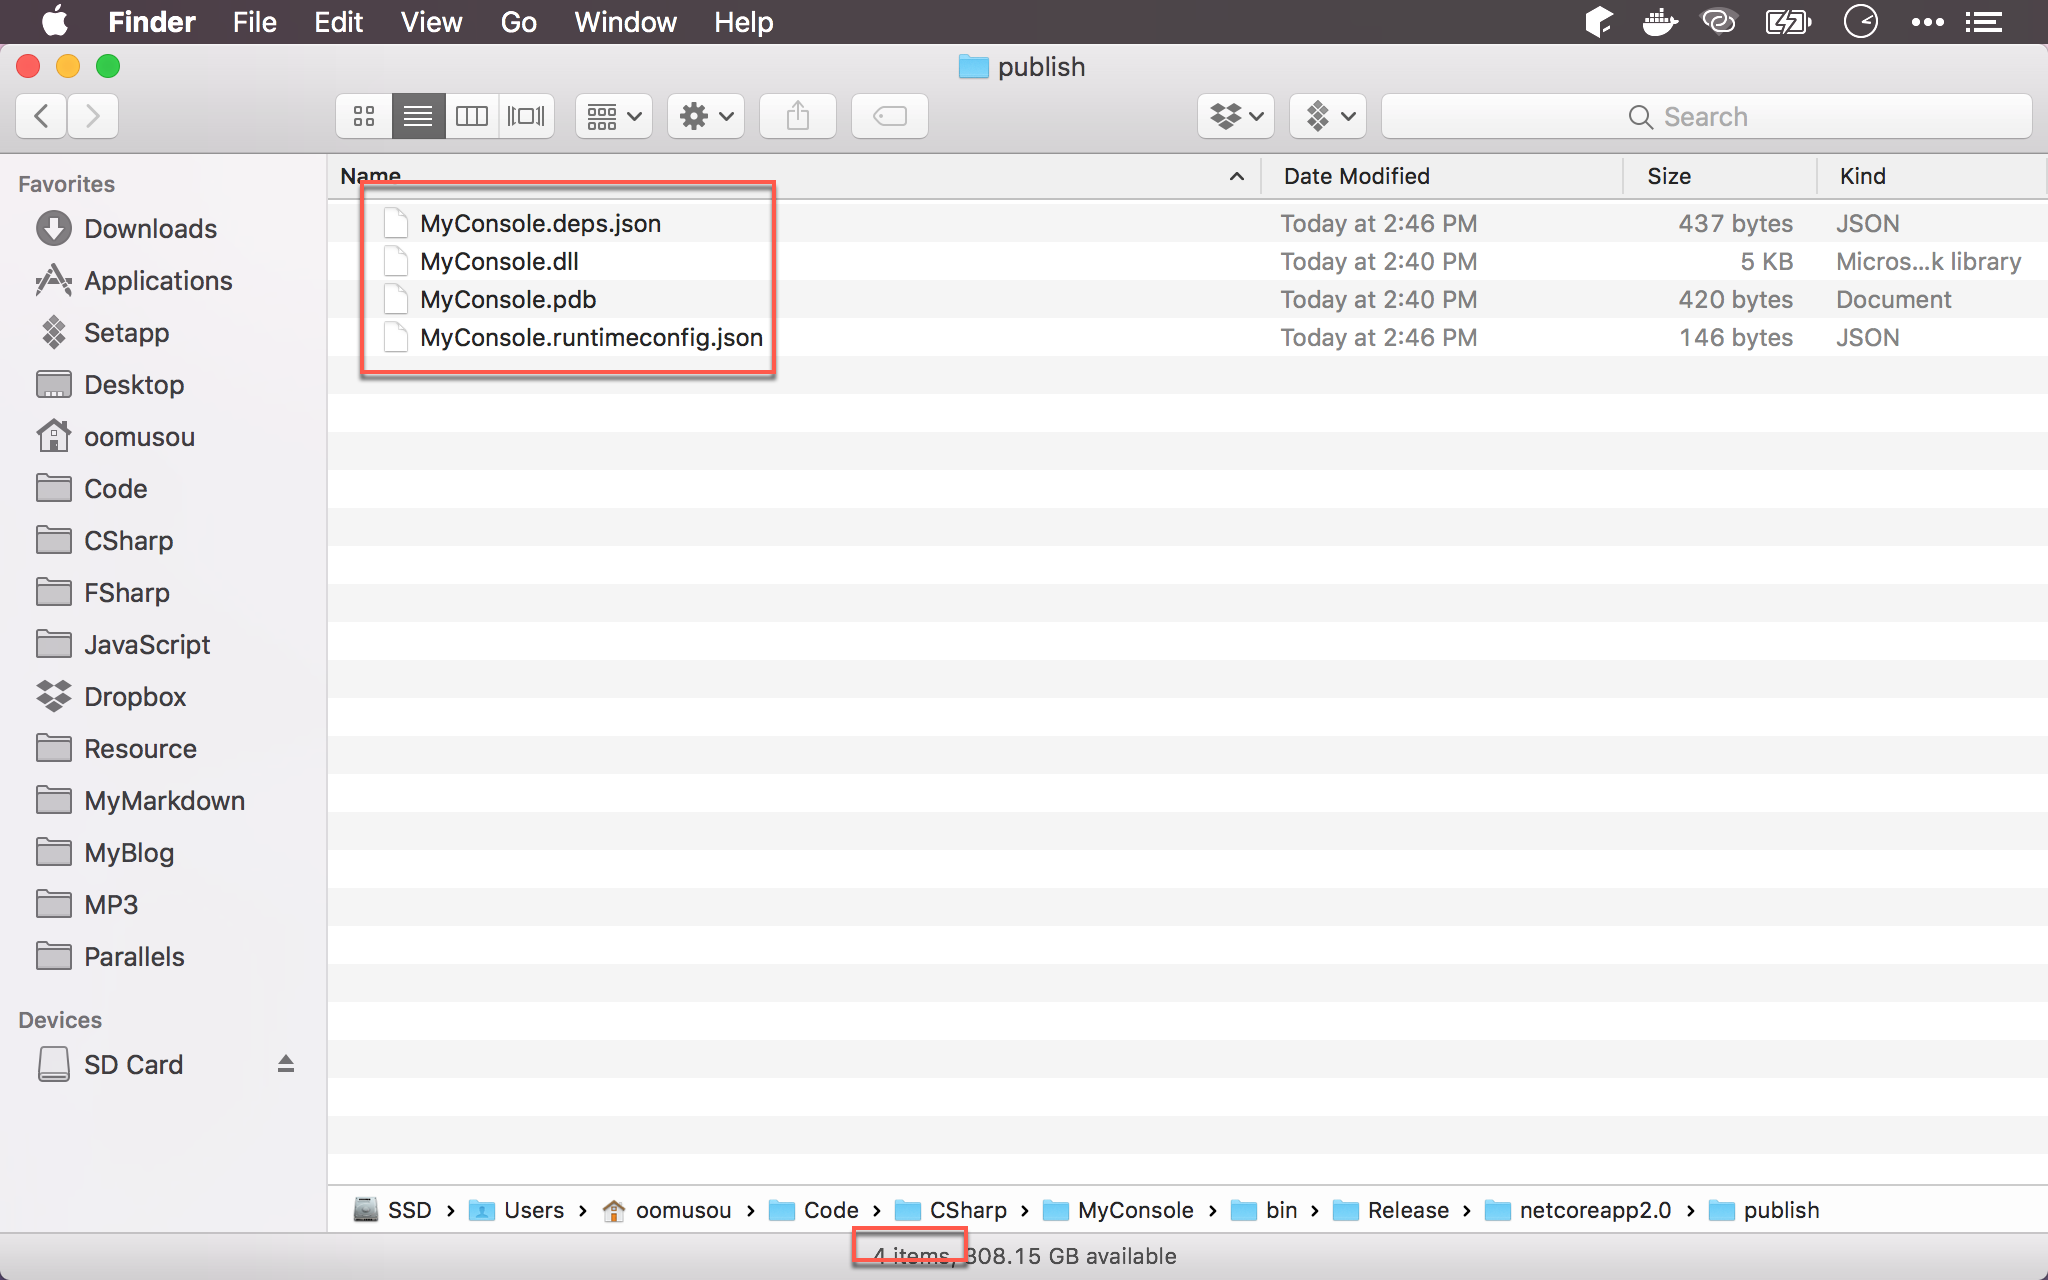 Finder File Edit View Go Window Help
publish
Search
Favorites
Downloads
Applications
Setapp
Desktop
oomusou
Code
CSharp
FSharp
JavaScript
Dropbox
Resource
MyMarkdown
MyBlog
MP3
Parallels
Devices
SD Card
Name Date Modified Size Kind
MyConsole.deps.json Today at 2:46 PM 437 bytes JSON
MyConsole.dll Today at 2:40 PM 5 KB Micros...k library
MyConsole.pdb Today at 2:40 PM 420 bytes Document
MyConsole.runtimeconfig.json Today at 2:46 PM 146 bytes JSON
SSD › Users › oomusou › Code › CSharp › MyConsole › bin › Release › netcoreapp2.0 › publish
4 items, 308.15 GB available